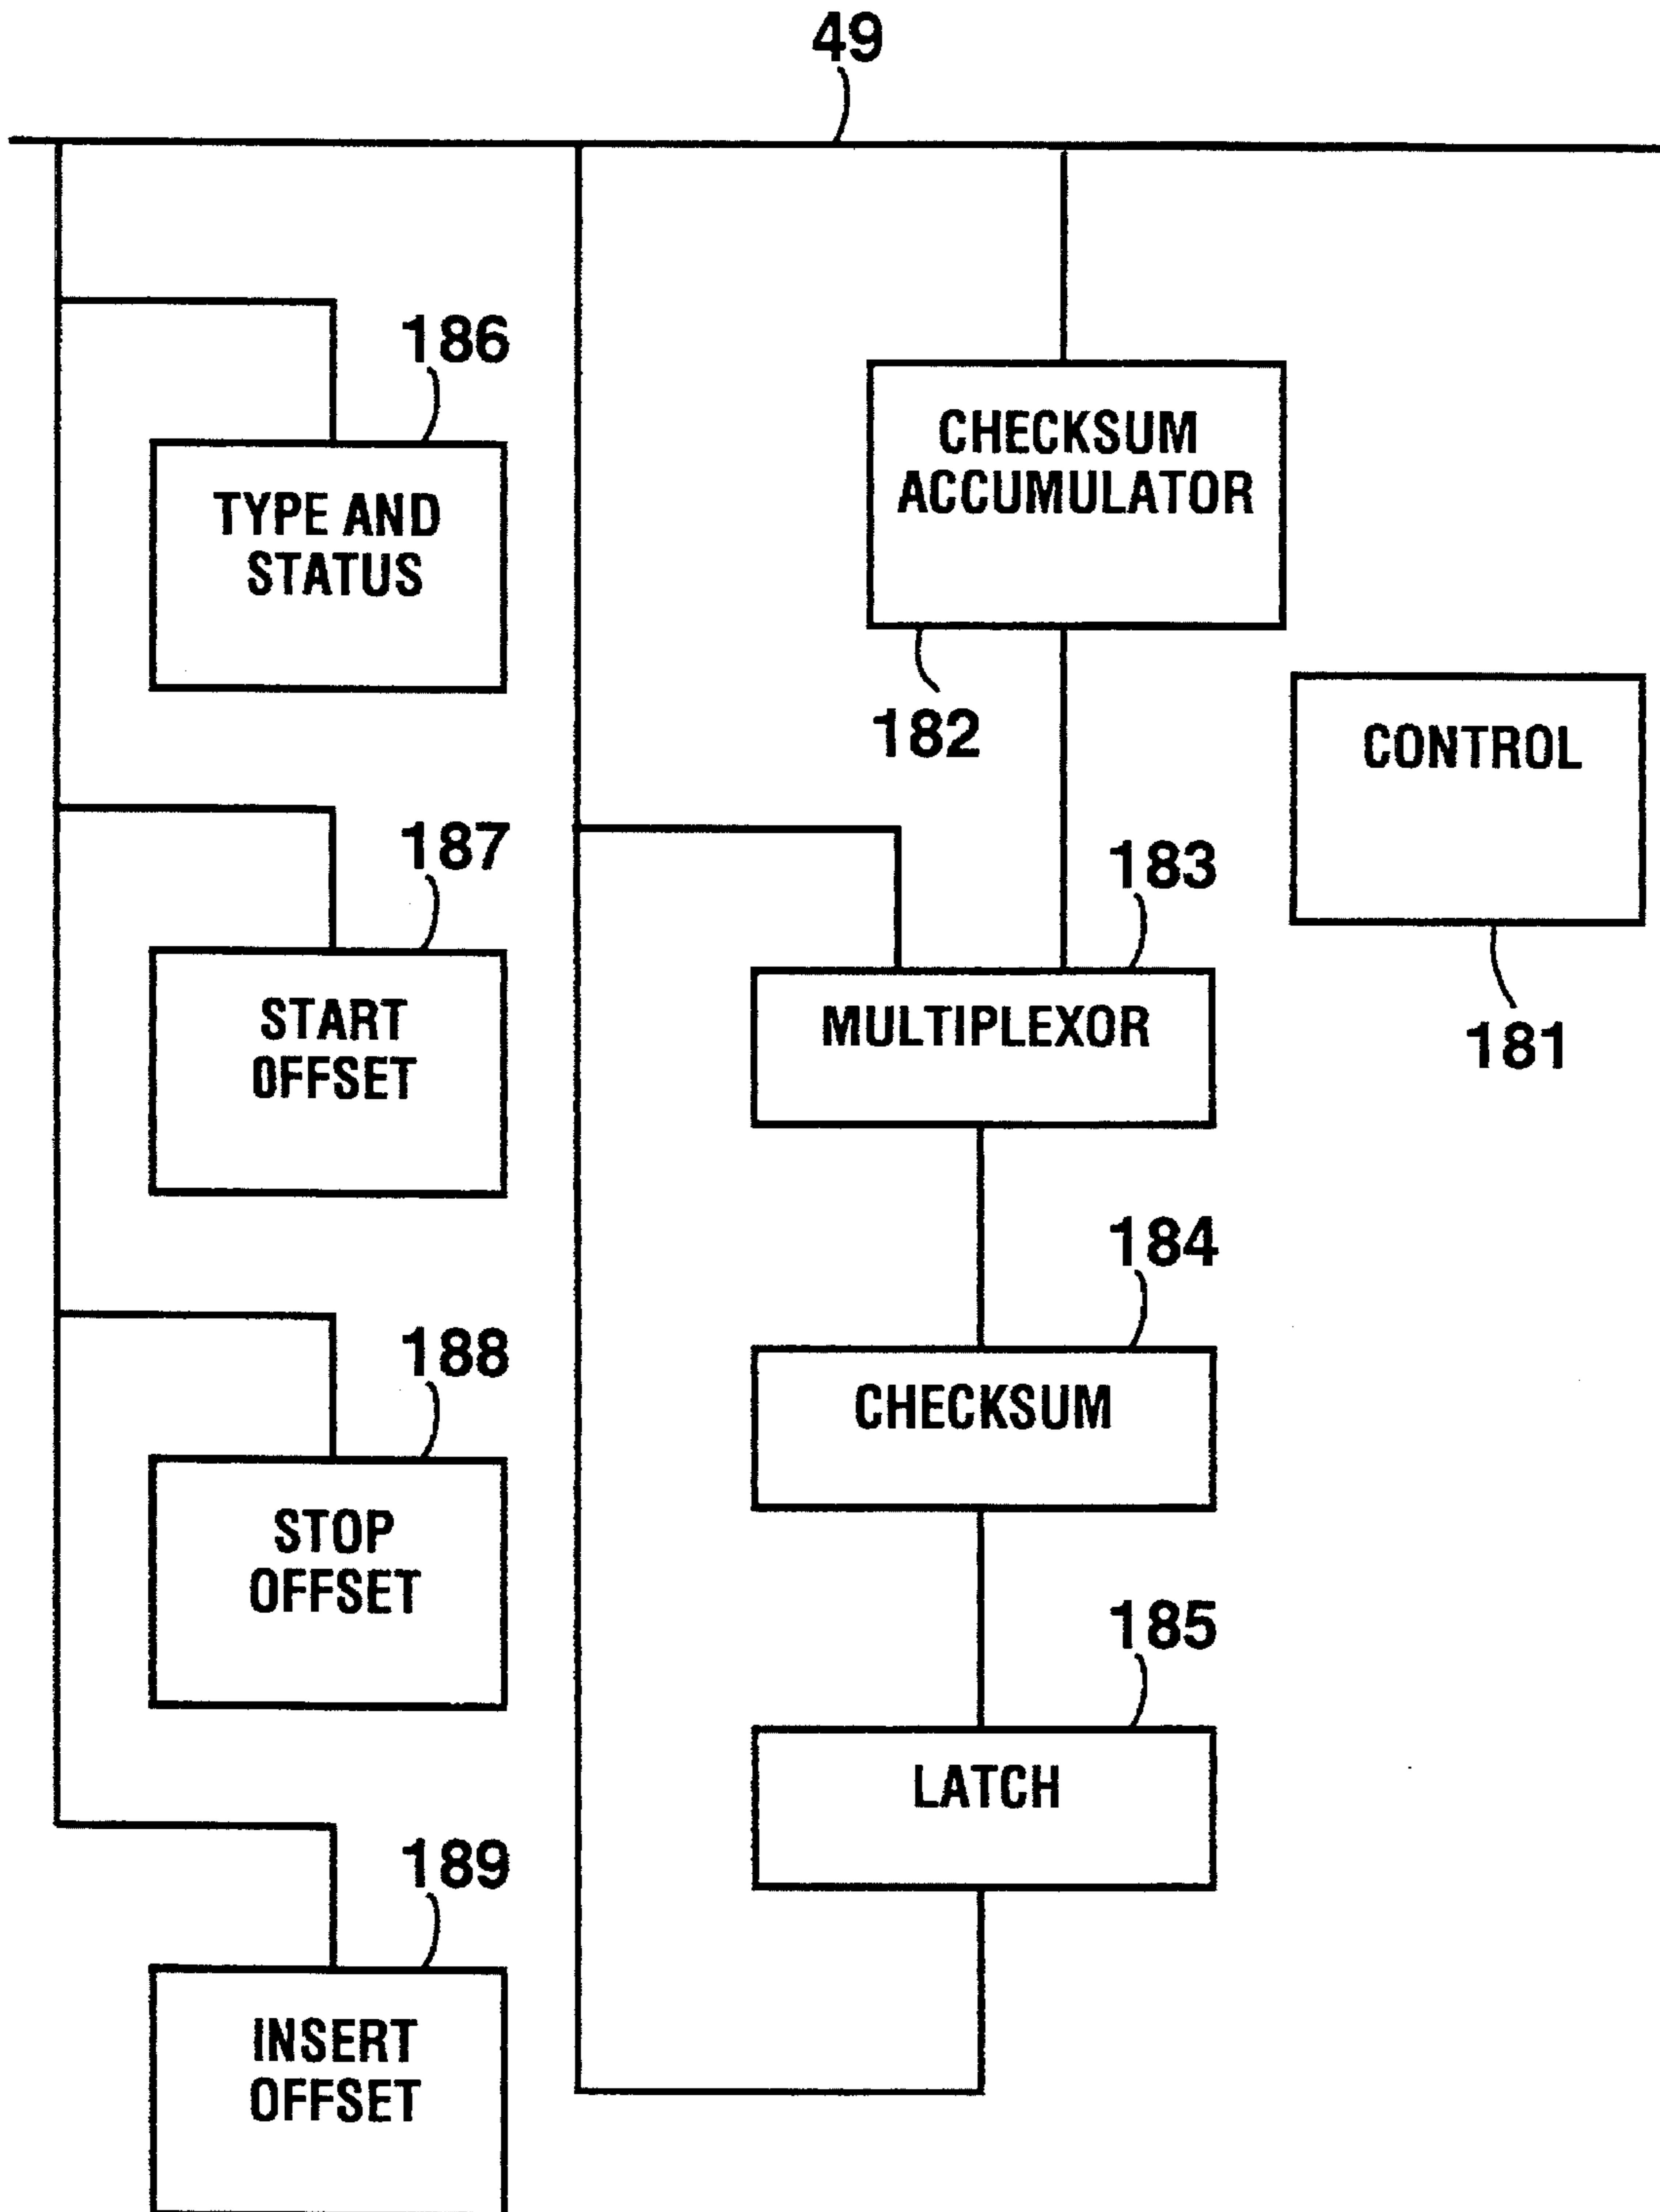 49
186
TYPE AND
STATUS
CHECKSUM
ACCUMULATOR
182
CONTROL
181
187
START
OFFSET
183
MULTIPLEXOR
184
CHECKSUM
188
STOP
OFFSET
185
LATCH
189
INSERT
OFFSET